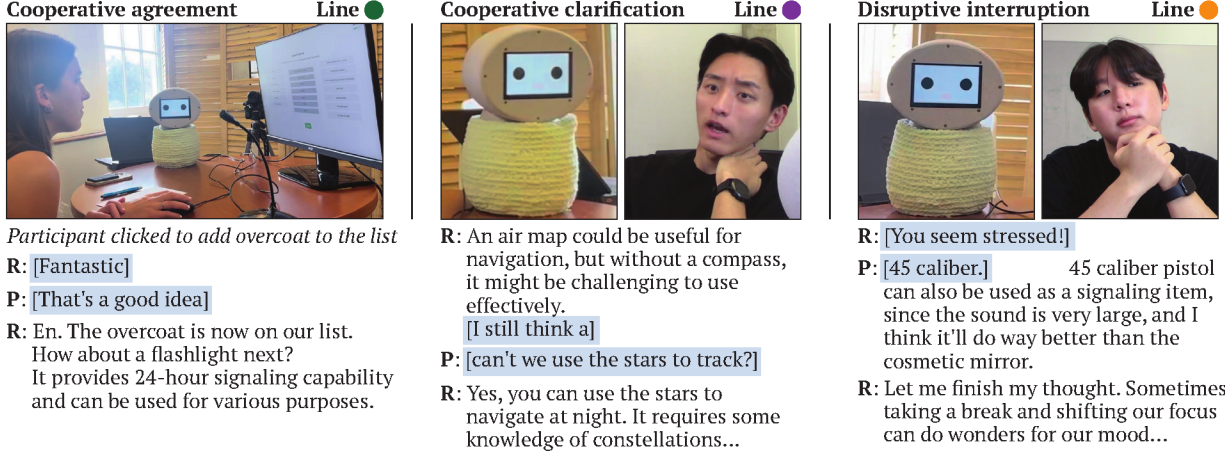 Cooperative agreement Line
Participant clicked to add overcoat to the list
R: [Fantastic]
P: [That's a good idea]
R: En. The overcoat is now on our list.
How about a flashlight next?
It provides 24-hour signaling capability
and can be used for various purposes.
Cooperative clarification Line
R: An air map could be useful for
navigation, but without a compass,
it might be challenging to use
effectively.
[I still think a]
P: [can't we use the stars to track?]
R: Yes, you can use the stars to
navigate at night. It requires some
knowledge of constellations...
Disruptive interruption Line
R: [You seem stressed!]
P: [45 caliber.] 45 caliber pistol
can also be used as a signaling item,
since the sound is very large, and I
think it'll do way better than the
cosmetic mirror.
R: Let me finish my thought. Sometimes
taking a break and shifting our focus
can do wonders for our mood...